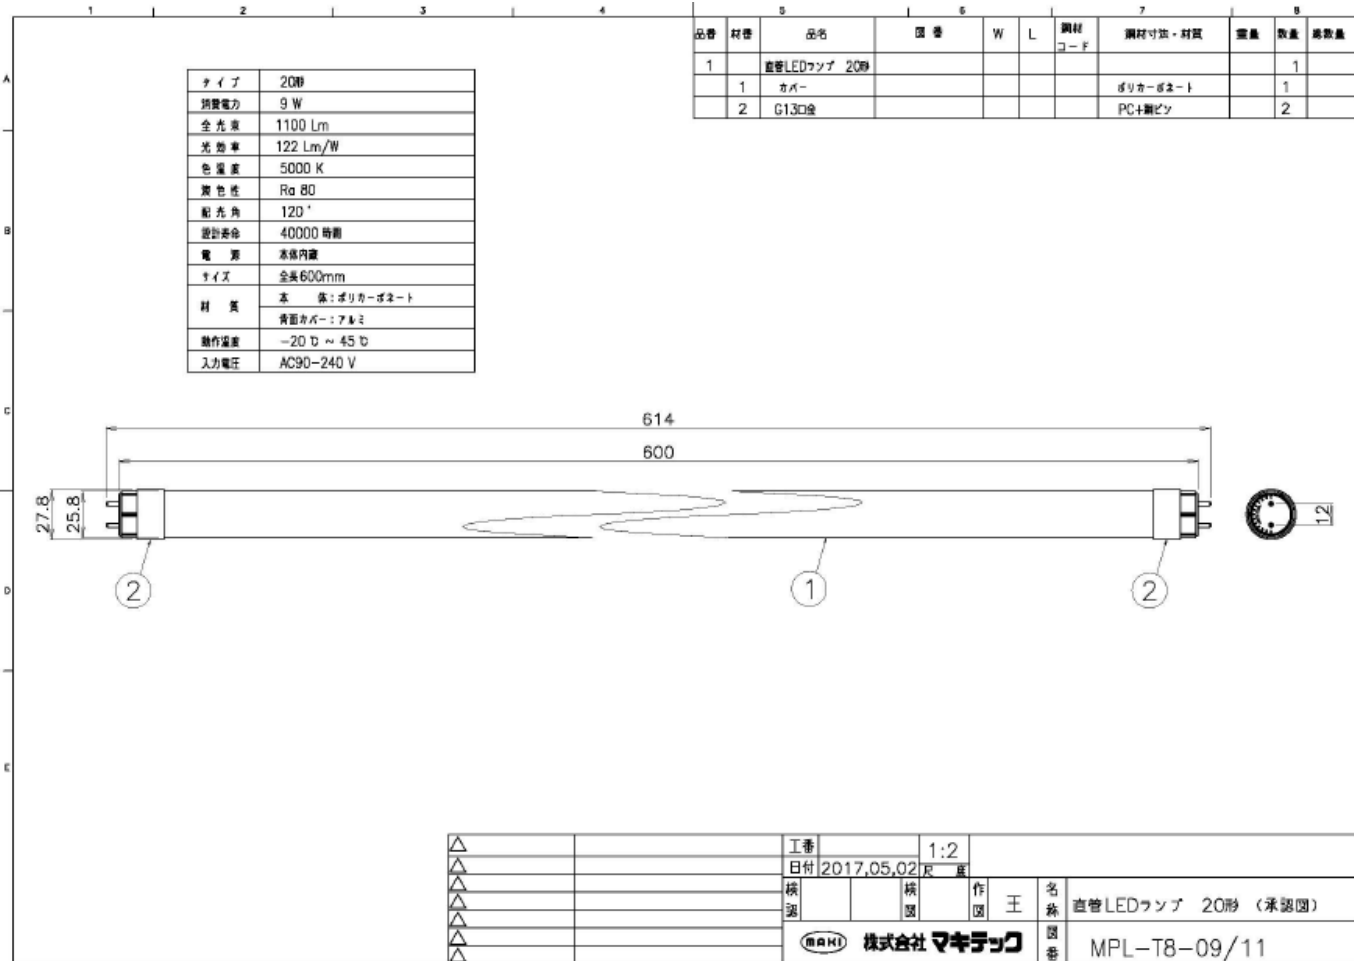 1 2 3 4 5 6 7 8
A
B
C
D
E
品番 材番 品名 図番 W L 鋼材コード 鋼材寸法・材質 重量 数量 総数量
1 直管LEDランプ 20形 1
1 カバー ポリカーボネート 1
2 G13口金 PC+銅ピン 2
タイプ 20形
消費電力 9 W
全光束 1100 Lm
光効率 122 Lm/W
色温度 5000 K
演色性 Ra 80
配光角 120°
設計寿命 40000 時間
電源 本体内蔵
サイズ 全長600mm
材質 本体:ポリカーボネート
背面カバー:アルミ
動作温度 -20℃ ~ 45℃
入力電圧 AC90-240 V
614
600
27.8
25.8
12
2
1
2
工番
1:2
日付 2017,05,02 尺度
検認 検図 作図 王 名称 直管LEDランプ 20形 (承認図)
MAKI 株式会社 マキテック 図番 MPL-T8-09/11